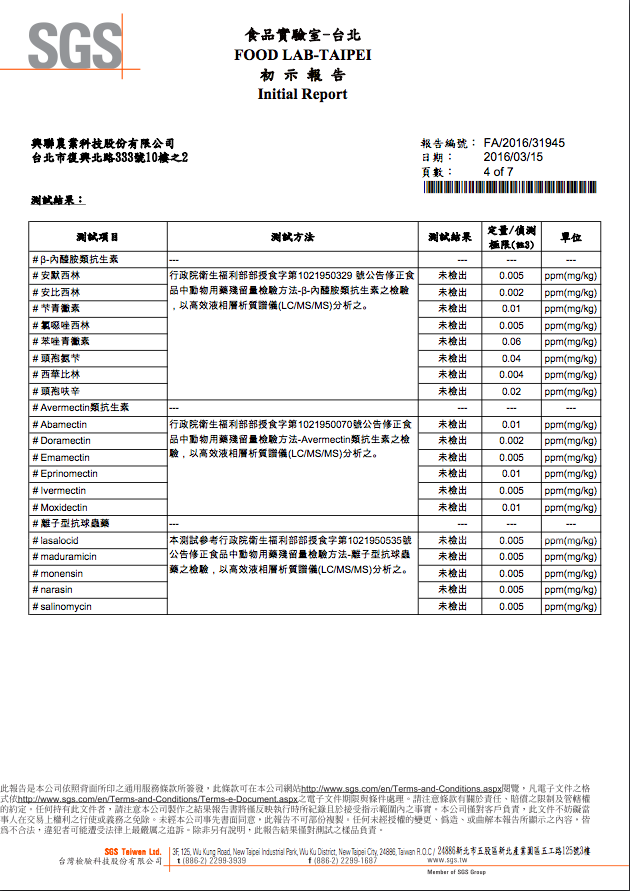 SGS
食品實驗室-台北
FOOD LAB-TAIPEI
初示報告
Initial Report
興聯農業科技股份有限公司
台北市復興北路333號10樓之2
報告編號： FA/2016/31945
日期： 2016/03/15
頁數： 4 of 7
測試結果：
測試項目 測試方法 測試結果 定量/偵測極限(註3) 單位
# β-內醯胺類抗生素 --- --- --- ---
# 安默西林 行政院衛生福利部部授食字第1021950329 號公告修正食 未檢出 0.005 ppm(mg/kg)
# 安比西林 品中動物用藥殘留量檢驗方法-β-內醯胺類抗生素之檢驗 未檢出 0.002 ppm(mg/kg)
# 苄青黴素 ，以高效液相層析質譜儀(LC/MS/MS)分析之。 未檢出 0.01 ppm(mg/kg)
# 氯噁唑西林 未檢出 0.005 ppm(mg/kg)
# 苯唑青黴素 未檢出 0.06 ppm(mg/kg)
# 頭孢氨苄 未檢出 0.04 ppm(mg/kg)
# 西華比林 未檢出 0.004 ppm(mg/kg)
# 頭孢呋辛 未檢出 0.02 ppm(mg/kg)
# Avermectin類抗生素 --- --- --- ---
# Abamectin 行政院衛生福利部部授食字第1021950070號公告修正食 未檢出 0.01 ppm(mg/kg)
# Doramectin 品中動物用藥殘留量檢驗方法-Avermectin類抗生素之檢 未檢出 0.002 ppm(mg/kg)
# Emamectin 驗，以高效液相層析質譜儀(LC/MS/MS)分析之。 未檢出 0.005 ppm(mg/kg)
# Eprinomectin 未檢出 0.01 ppm(mg/kg)
# Ivermectin 未檢出 0.005 ppm(mg/kg)
# Moxidectin 未檢出 0.01 ppm(mg/kg)
# 離子型抗球蟲藥 --- --- --- ---
# lasalocid 本測試參考行政院衛生福利部部授食字第1021950535號 未檢出 0.005 ppm(mg/kg)
# maduramicin 公告修正食品中動物用藥殘留量檢驗方法-離子型抗球蟲 未檢出 0.005 ppm(mg/kg)
# monensin 藥之檢驗，以高效液相層析質譜儀(LC/MS/MS)分析之。 未檢出 0.005 ppm(mg/kg)
# narasin 未檢出 0.005 ppm(mg/kg)
# salinomycin 未檢出 0.005 ppm(mg/kg)
此報告是本公司依照背面所印之通用服務條款所簽發，此條款可在本公司網站http://www.sgs.com/en/Terms-and-Conditions.aspx閱覽，凡電子文件之格
式依http://www.sgs.com/en/Terms-and-Conditions/Terms-e-Document.aspx之電子文件期限與條件處理。請注意條款有關於責任、賠償之限制及管轄權
的約定。任何持有此文件者，請注意本公司製作之結果報告書將僅反映執行時所紀錄且於接受指示範圍內之事實。本公司僅對客戶負責，此文件不妨礙當
事人在交易上權利之行使或義務之免除。未經本公司事先書面同意，此報告不可部份複製。任何未經授權的變更、偽造、或曲解本報告所顯示之內容，皆
為不合法，違犯者可能遭受法律上最嚴厲之追訴。除非另有說明，此報告結果僅對測試之樣品負責。
SGS Taiwan Ltd. 3F, 125, Wu Kung Road, New Taipei Industrial Park, Wu Ku District, New Taipei City, 24886, Taiwan R.O.C./ 24886新北市五股區新北產業園區五工路125號3樓
台灣檢驗科技股份有限公司 t (886-2) 2299-3939 f (886-2) 2299-1687 www.sgs.tw
Member of SGS Group